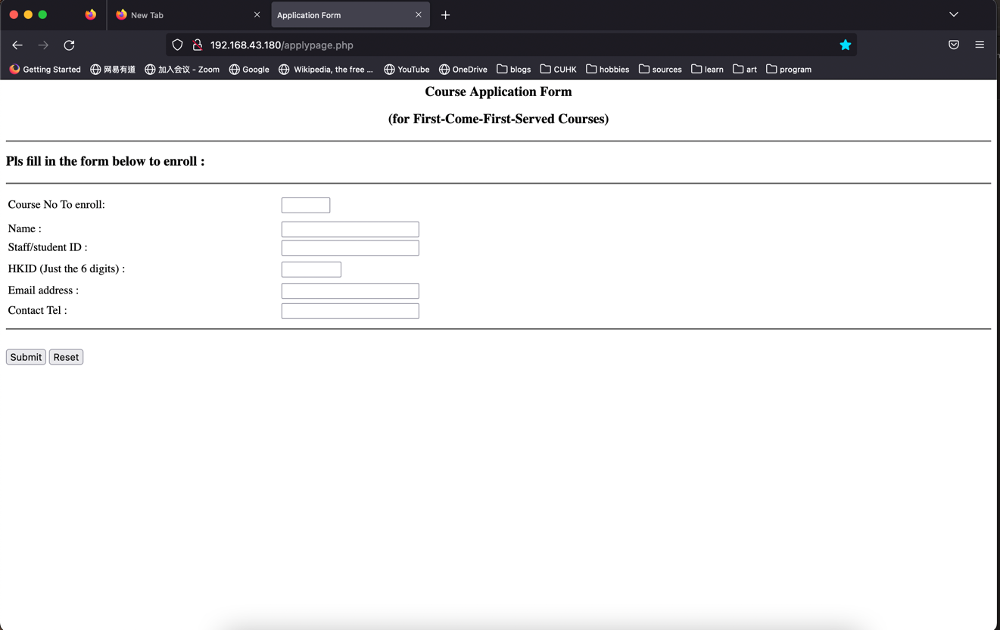 New Tab
Application Form
192.168.43.180/applypage.php
Getting Started 网易有道 加入会议 - Zoom Google Wikipedia, the free ... YouTube OneDrive blogs CUHK hobbies sources learn art program
Course Application Form
(for First-Come-First-Served Courses)
Pls fill in the form below to enroll :
Course No To enroll:
Name :
Staff/student ID :
HKID (Just the 6 digits) :
Email address :
Contact Tel :
Submit Reset